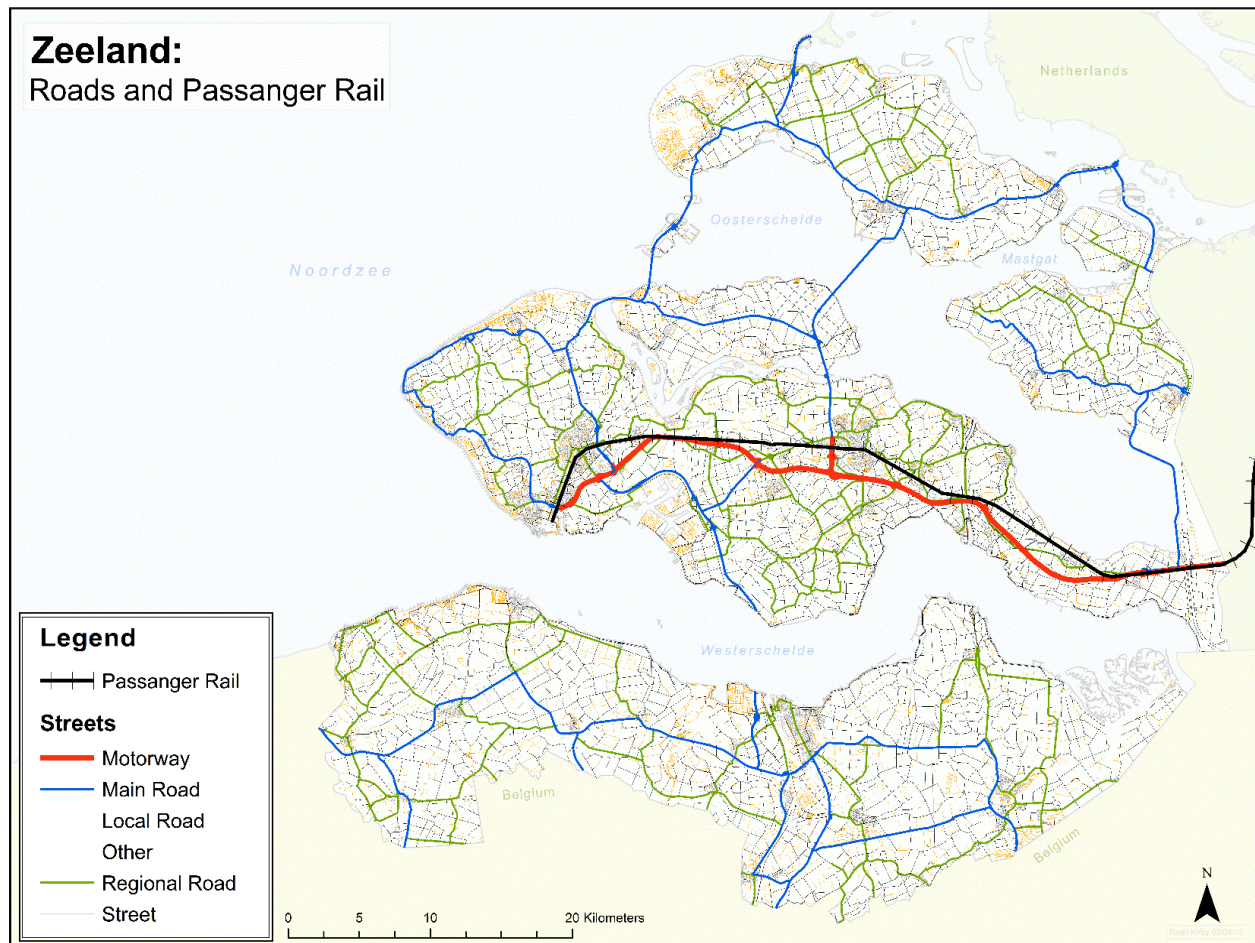 Zeeland:
Roads and Passanger Rail
Netherlands
Oosterschelde
Noordzee
Mastgat
Westerschelde
Belgium
Belgium
Legend
Passanger Rail
Streets
Motorway
Main Road
Local Road
Other
Regional Road
Street
0 5 10 20 Kilometers
N